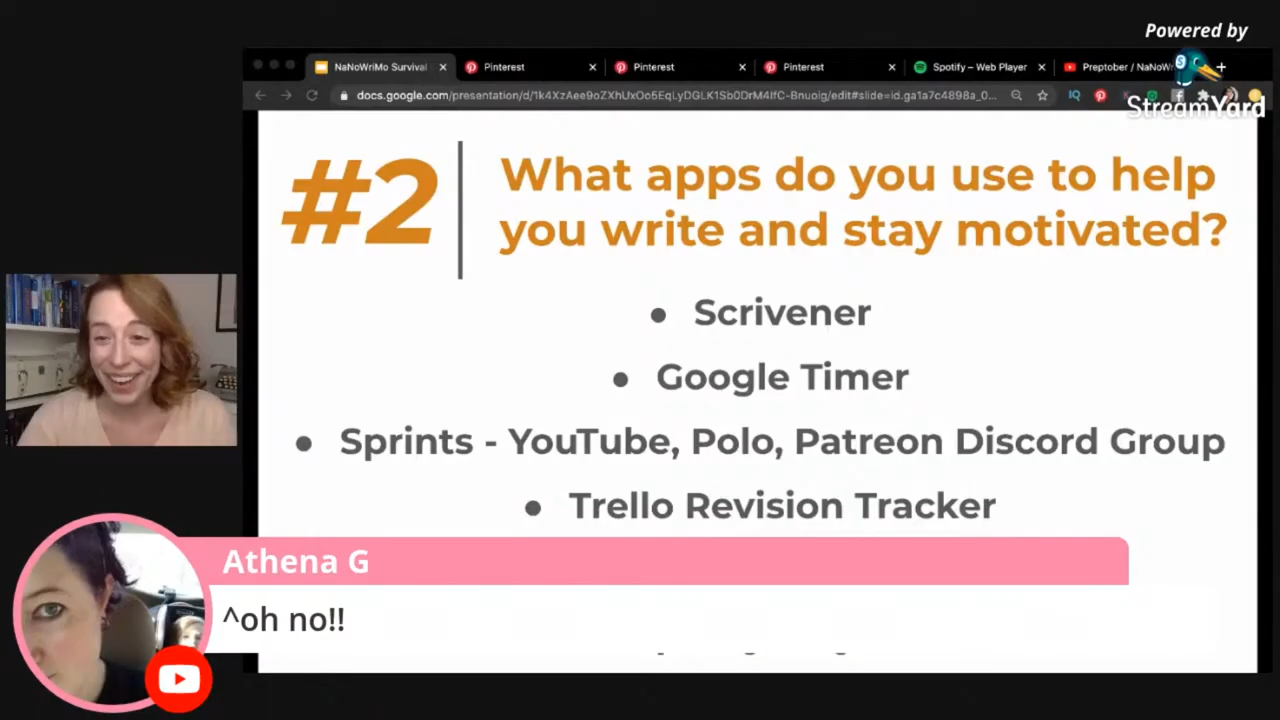 Powered by
StreamYard
NaNoWriMo Survival
Pinterest
Pinterest
Pinterest
Spotify – Web Player
Preptober / NaNoWr
#2
What apps do you use to help
you write and stay motivated?
• Scrivener
• Google Timer
• Sprints - YouTube, Polo, Patreon Discord Group
• Trello Revision Tracker
Athena G
^oh no!!